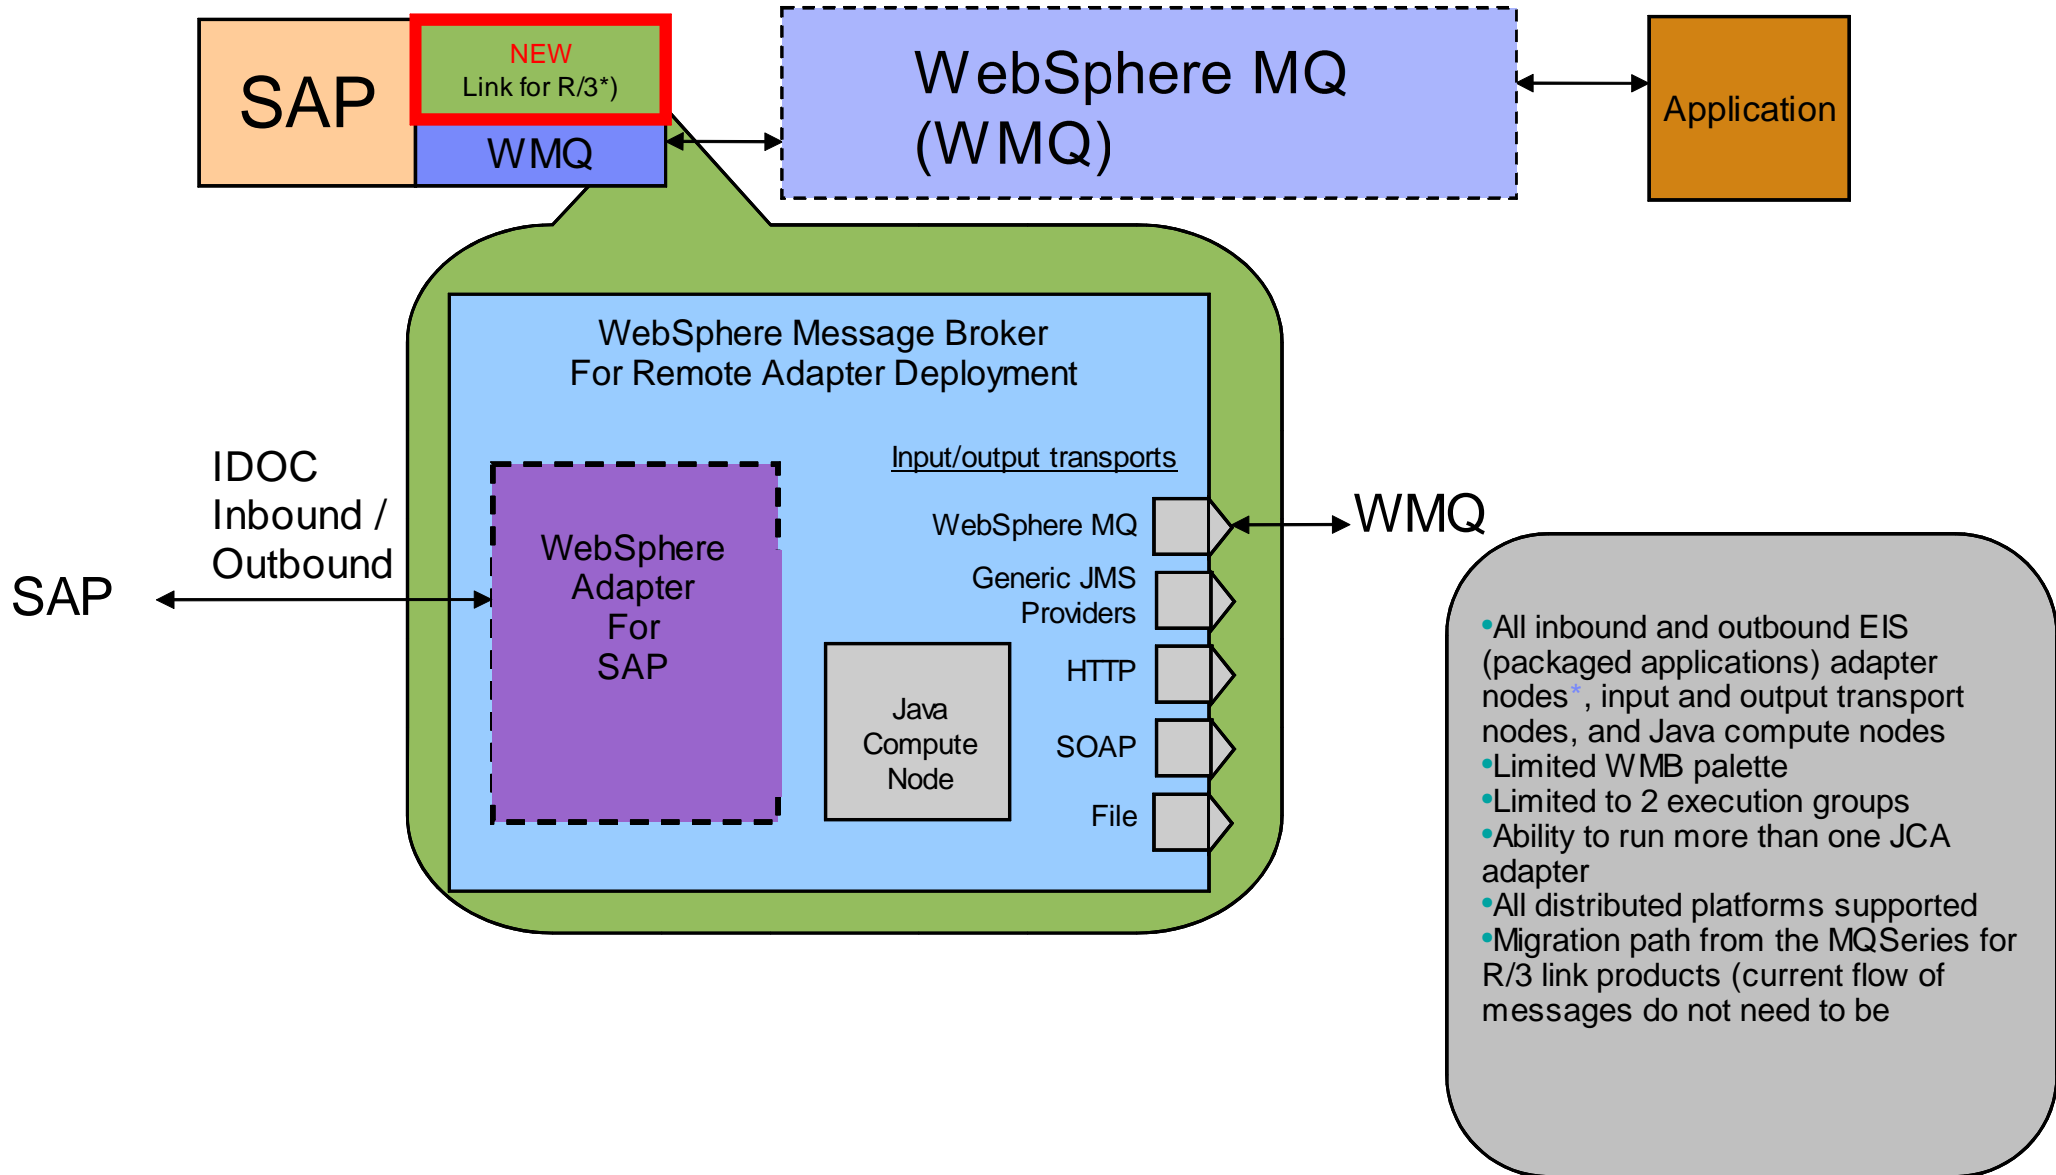 SAP
NEW
Link for R/3*)
WMQ
WebSphere MQ
(WMQ)
Application
WebSphere Message Broker
For Remote Adapter Deployment
IDOC
Inbound /
Outbound
SAP
WebSphere
Adapter
For
SAP
Java
Compute
Node
Input/output transports
WebSphere MQ
Generic JMS
Providers
HTTP
SOAP
File
WMQ
•All inbound and outbound EIS
(packaged applications) adapter
nodes*, input and output transport
nodes, and Java compute nodes
•Limited WMB palette
•Limited to 2 execution groups
•Ability to run more than one JCA
adapter
•All distributed platforms supported
•Migration path from the MQSeries for
R/3 link products (current flow of
messages do not need to be